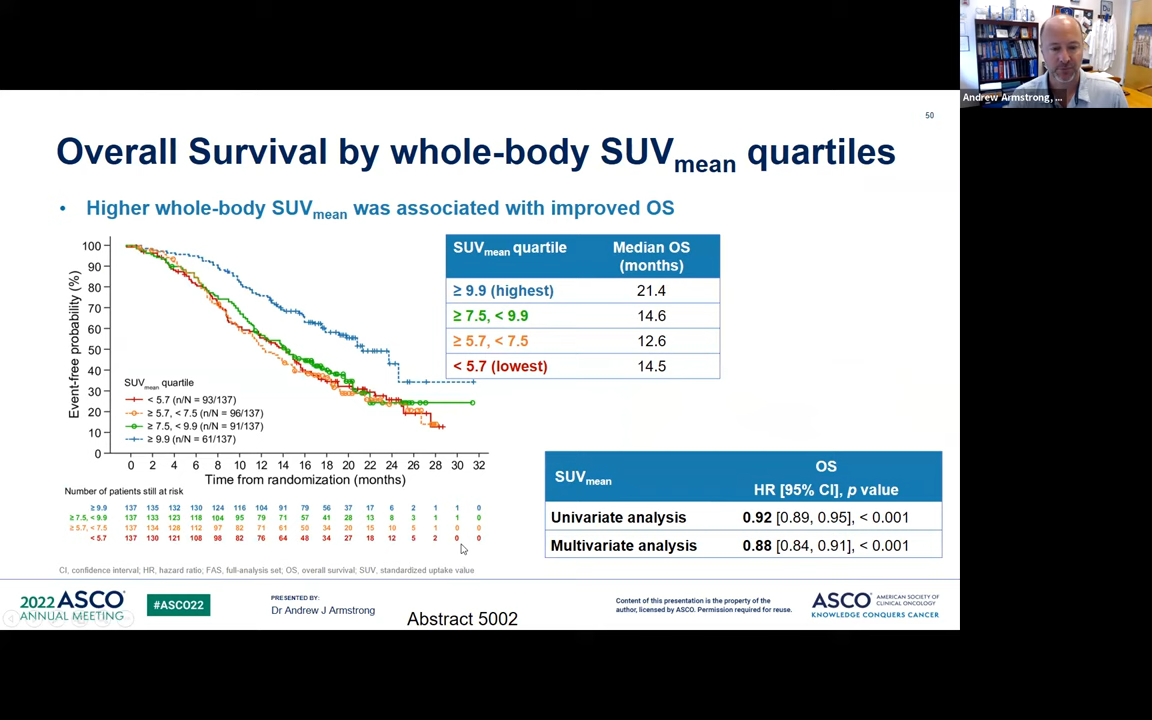 Andrew Armstrong, ...
50
Overall Survival by whole-body SUVmean quartiles
• Higher whole-body SUVmean was associated with improved OS
Event-free probability (%)
100
90
80
70
60
50
40
30
20
10
0
SUVmean quartile
< 5.7 (n/N = 93/137)
≥ 5.7, < 7.5 (n/N = 96/137)
≥ 7.5, < 9.9 (n/N = 91/137)
≥ 9.9 (n/N = 61/137)
0 2 4 6 8 10 12 14 16 18 20 22 24 26 28 30 32
Time from randomization (months)
Number of patients still at risk
≥ 9.9 137 135 132 130 124 116 104 91 79 56 37 17 6 2 1 1 0
≥ 7.5, < 9.9 137 133 123 118 104 95 79 71 57 41 28 13 8 3 1 1 0
≥ 5.7, < 7.5 137 134 128 112 97 82 71 61 50 34 20 15 10 5 1 0 0
< 5.7 137 130 121 108 98 82 76 64 48 34 27 18 12 5 2 0 0
SUVmean quartile Median OS (months)
≥ 9.9 (highest) 21.4
≥ 7.5, < 9.9 14.6
≥ 5.7, < 7.5 12.6
< 5.7 (lowest) 14.5
SUVmean OS
HR [95% CI], p value
Univariate analysis 0.92 [0.89, 0.95], < 0.001
Multivariate analysis 0.88 [0.84, 0.91], < 0.001
CI, confidence interval; HR, hazard ratio; FAS, full-analysis set; OS, overall survival; SUV, standardized uptake value
2022 ASCO
ANNUAL MEETING
#ASCO22
PRESENTED BY:
Dr Andrew J Armstrong
Abstract 5002
Content of this presentation is the property of the
author, licensed by ASCO. Permission required for reuse.
ASCO AMERICAN SOCIETY OF
CLINICAL ONCOLOGY
KNOWLEDGE CONQUERS CANCER